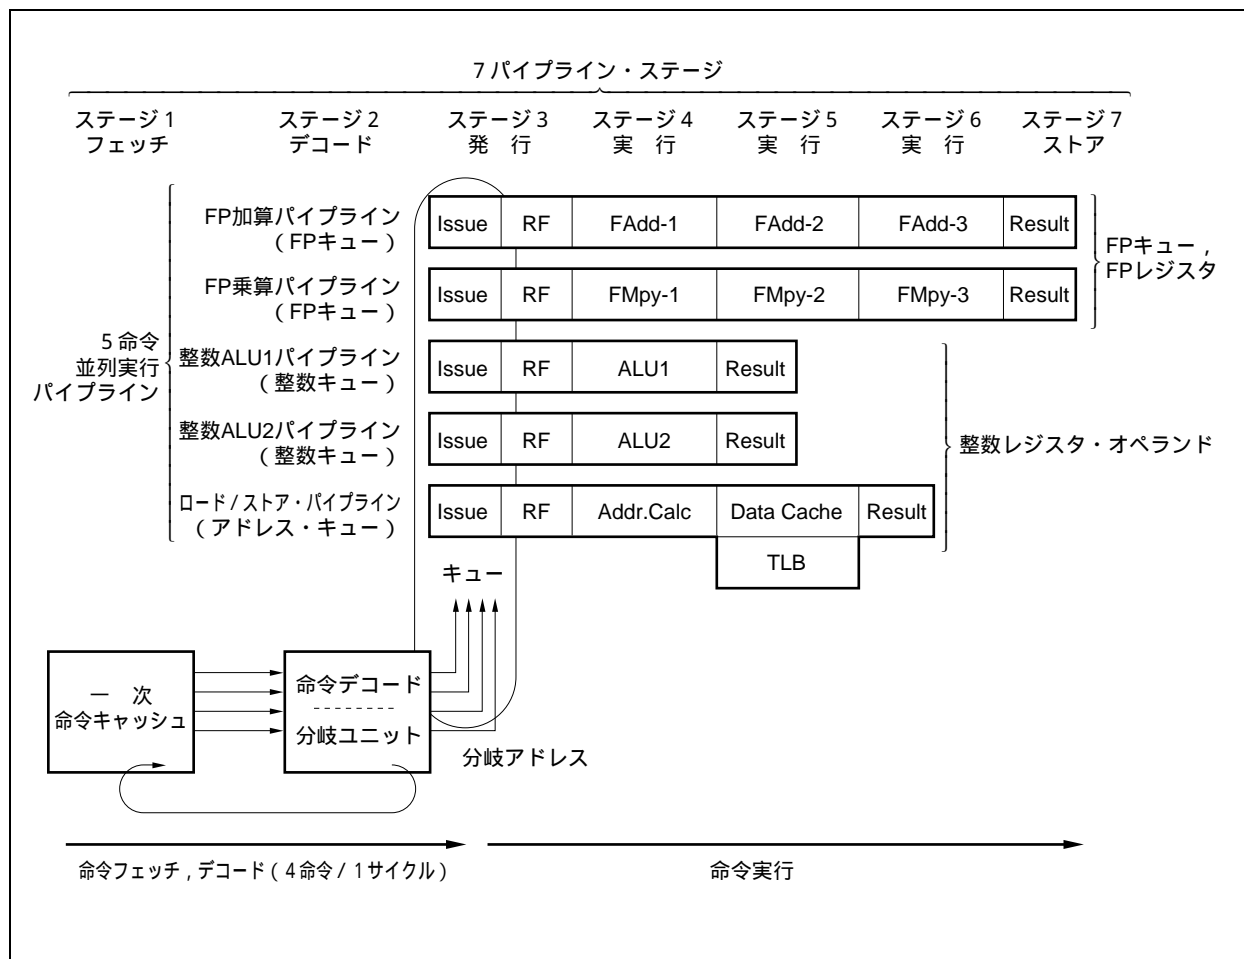 7 パイプライン・ステージ
ステージ 1
フェッチ
ステージ 2
デコード
ステージ 3
発　行
ステージ 4
実　行
ステージ 5
実　行
ステージ 6
実　行
ステージ 7
ストア
5 命令
並列実行
パイプライン
FP加算パイプライン
( FPキュー )
Issue RF FAdd-1 FAdd-2 FAdd-3 Result
FP乗算パイプライン
( FPキュー )
Issue RF FMpy-1 FMpy-2 FMpy-3 Result
FPキュー ,
FPレジスタ
整数ALU1パイプライン
( 整数キュー )
Issue RF ALU1 Result
整数ALU2パイプライン
( 整数キュー )
Issue RF ALU2 Result
ロード / ストア・パイプライン
( アドレス・キュー )
Issue RF Addr.Calc Data Cache Result
TLB
整数レジスタ・オペランド
キュー
一　次
命令キャッシュ
命令デコード
分岐ユニット
分岐アドレス
命令フェッチ , デコード ( 4 命令 / 1 サイクル )
命令実行